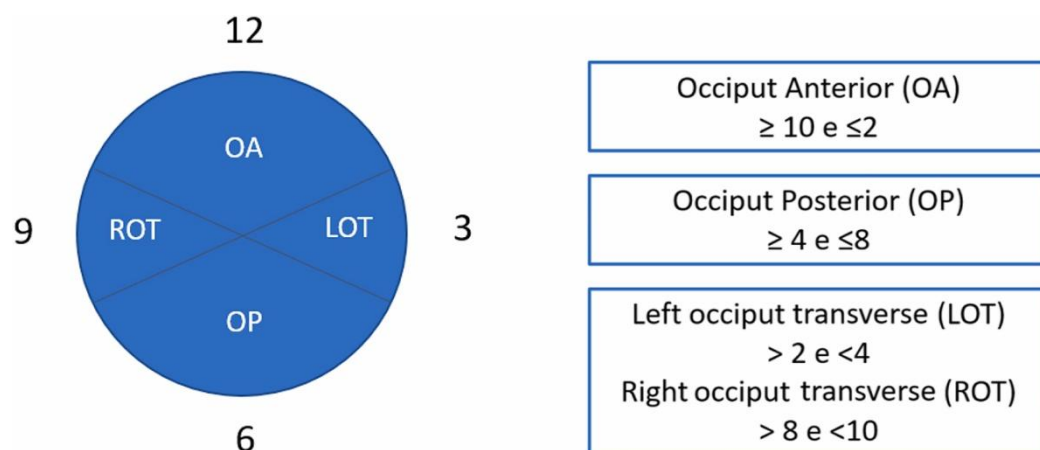 12
OA
9
ROT
LOT
3
OP
6
Occiput Anterior (OA)
≥ 10 e ≤2
Occiput Posterior (OP)
≥ 4 e ≤8
Left occiput transverse (LOT)
> 2 e <4
Right occiput transverse (ROT)
> 8 e <10